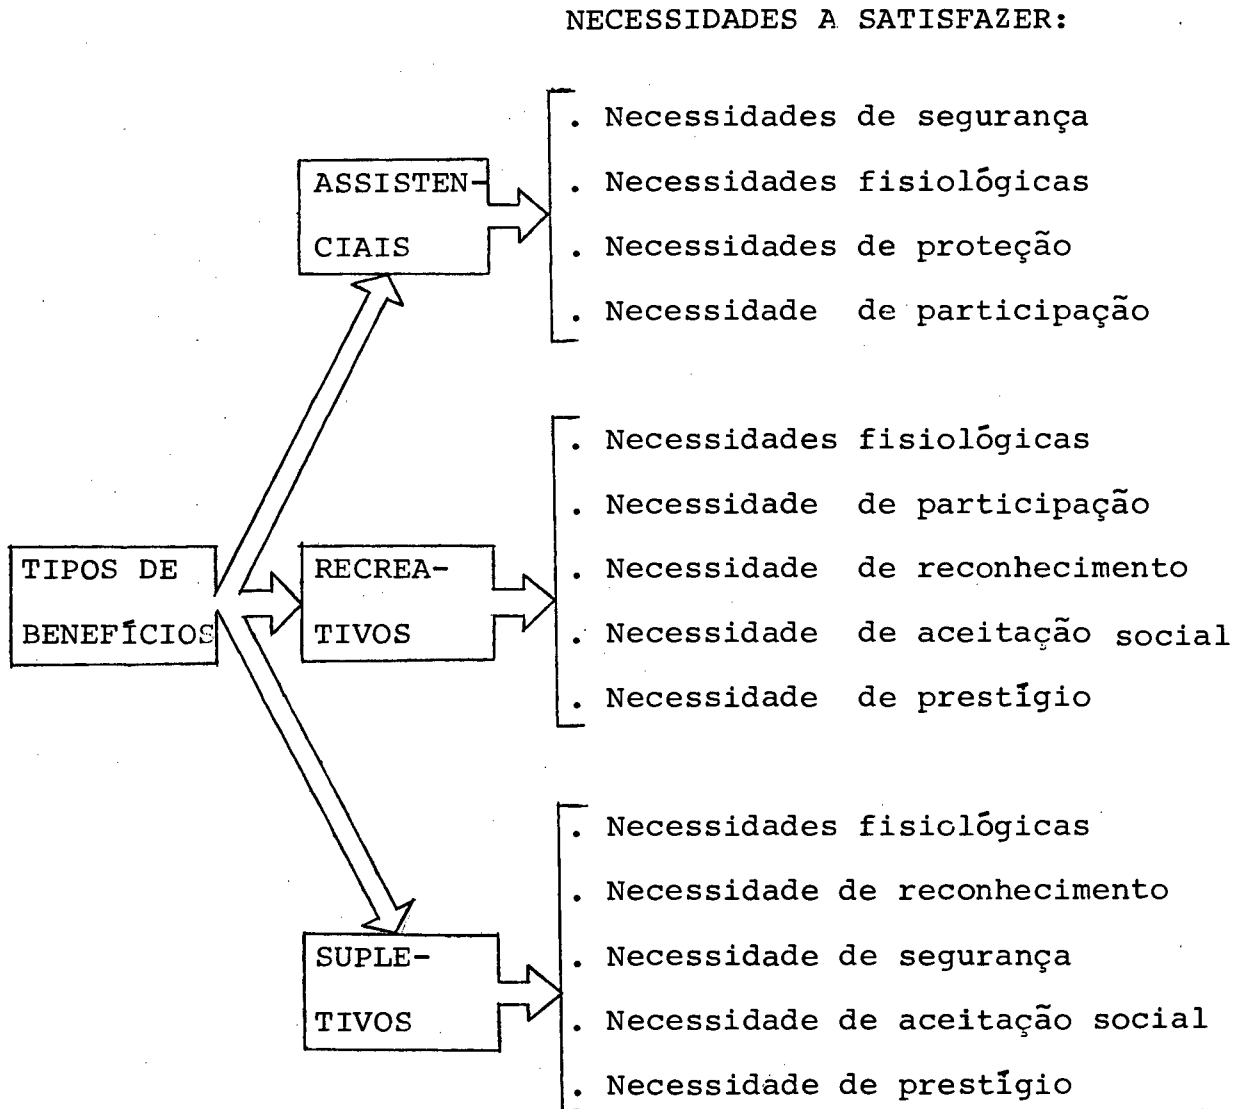 NECESSIDADES A SATISFAZER:
ASSISTEN-
CIAIS
. Necessidades de segurança
. Necessidades fisiológicas
. Necessidades de proteção
. Necessidade de participação
TIPOS DE
BENEFÍCIOS
RECREA-
TIVOS
. Necessidades fisiológicas
. Necessidade de participação
. Necessidade de reconhecimento
. Necessidade de aceitação social
. Necessidade de prestígio
SUPLE-
TIVOS
. Necessidades fisiológicas
. Necessidade de reconhecimento
. Necessidade de segurança
. Necessidade de aceitação social
. Necessidade de prestígio